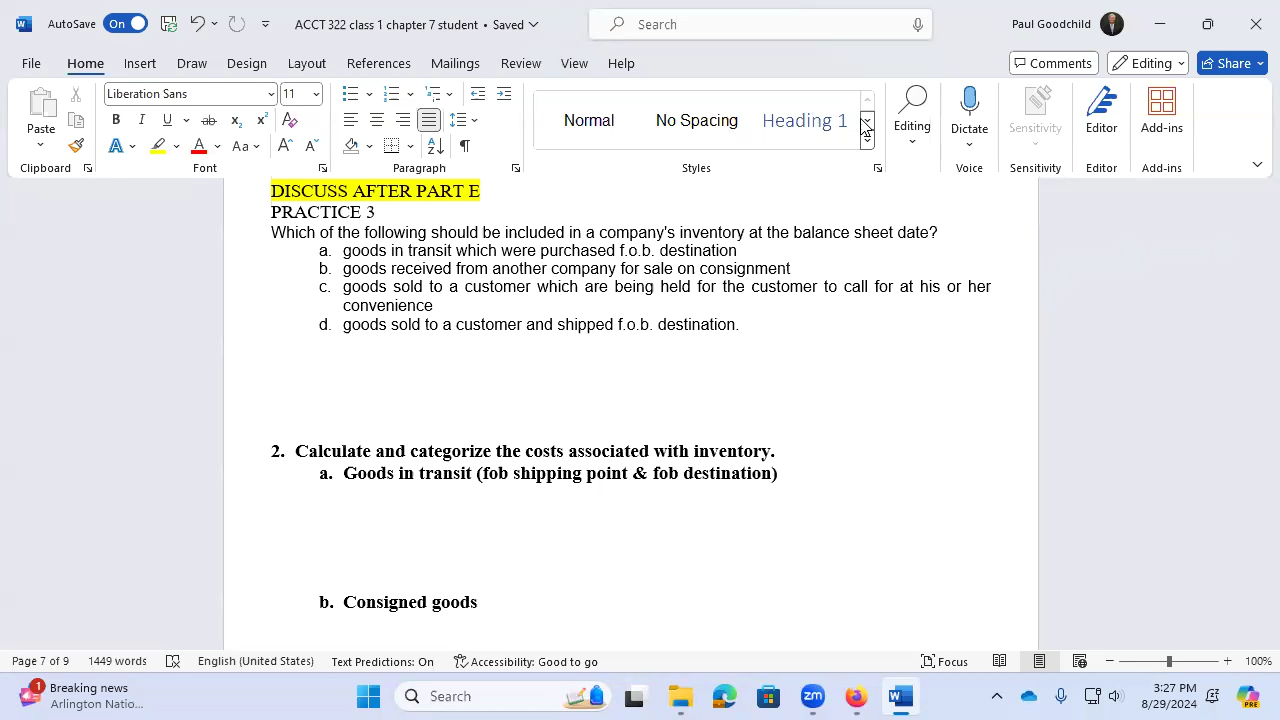 AutoSave On ACCT 322 class 1 chapter 7 student • Saved Search Paul Goodchild
File Home Insert Draw Design Layout References Mailings Review View Help Comments Editing Share
Liberation Sans 11 Normal No Spacing Heading 1
Paste Editing Dictate Sensitivity Editor Add-ins
Clipboard Font Paragraph Styles Voice Sensitivity Editor Add-ins
DISCUSS AFTER PART E
PRACTICE 3
Which of the following should be included in a company's inventory at the balance sheet date?
a. goods in transit which were purchased f.o.b. destination
b. goods received from another company for sale on consignment
c. goods sold to a customer which are being held for the customer to call for at his or her
convenience
d. goods sold to a customer and shipped f.o.b. destination.
2. Calculate and categorize the costs associated with inventory.
a. Goods in transit (fob shipping point & fob destination)
b. Consigned goods
Page 7 of 9 1449 words English (United States) Text Predictions: On Accessibility: Good to go Focus 100%
1 Breaking news Search 3:27 PM
Arlington Natio... 8/29/2024